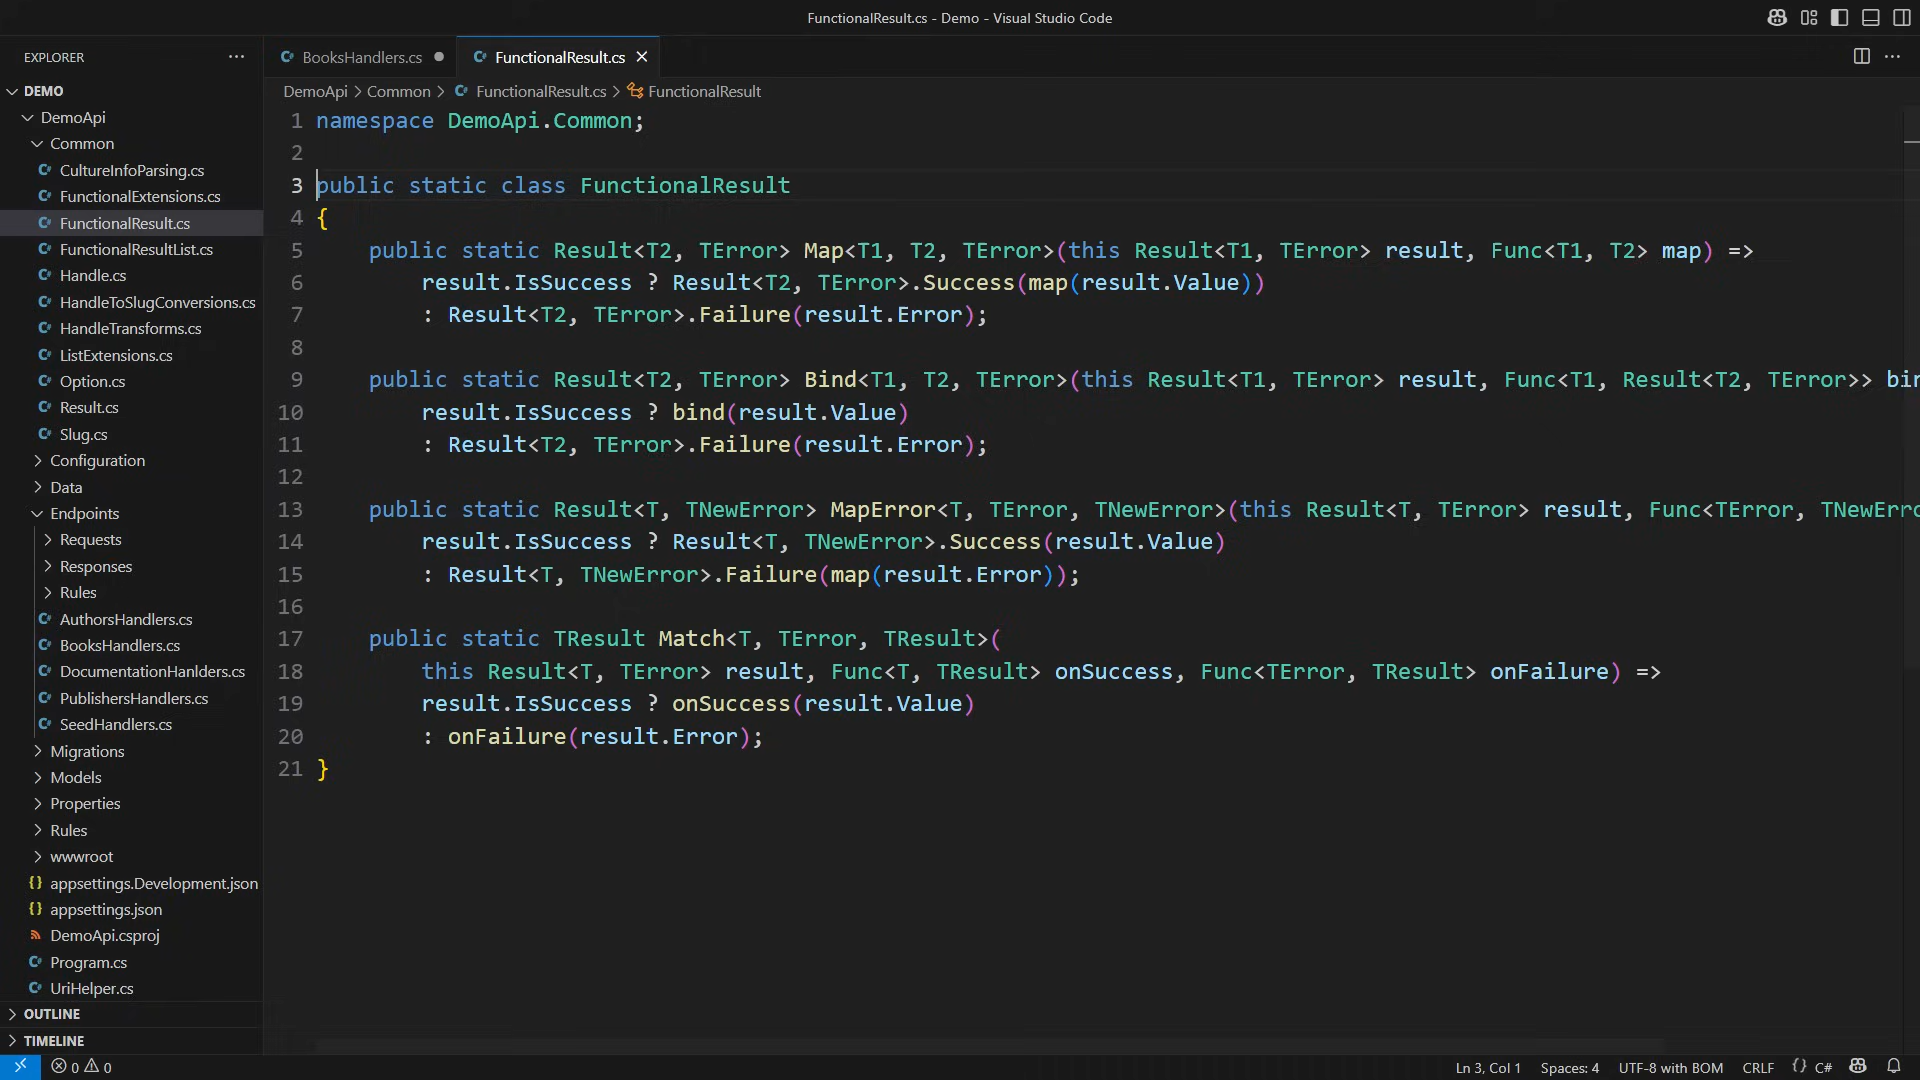 FunctionalResult.cs - Demo - Visual Studio Code
EXPLORER
DEMO
DemoApi
Common
CultureInfoParsing.cs
FunctionalExtensions.cs
FunctionalResult.cs
FunctionalResultList.cs
Handle.cs
HandleToSlugConversions.cs
HandleTransforms.cs
ListExtensions.cs
Option.cs
Result.cs
Slug.cs
Configuration
Data
Endpoints
Requests
Responses
Rules
AuthorsHandlers.cs
BooksHandlers.cs
DocumentationHanlders.cs
PublishersHandlers.cs
SeedHandlers.cs
Migrations
Models
Properties
Rules
wwwroot
appsettings.Development.json
appsettings.json
DemoApi.csproj
Program.cs
UriHelper.cs
OUTLINE
TIMELINE
BooksHandlers.cs
FunctionalResult.cs
DemoApi > Common > FunctionalResult.cs > FunctionalResult
1 namespace DemoApi.Common;
2
3 public static class FunctionalResult
4 {
5     public static Result<T2, TError> Map<T1, T2, TError>(this Result<T1, TError> result, Func<T1, T2> map) =>
6         result.IsSuccess ? Result<T2, TError>.Success(map(result.Value))
7         : Result<T2, TError>.Failure(result.Error);
8
9     public static Result<T2, TError> Bind<T1, T2, TError>(this Result<T1, TError> result, Func<T1, Result<T2, TError>> bin
10         result.IsSuccess ? bind(result.Value)
11         : Result<T2, TError>.Failure(result.Error);
12
13     public static Result<T, TNewError> MapError<T, TError, TNewError>(this Result<T, TError> result, Func<TError, TNewErro
14         result.IsSuccess ? Result<T, TNewError>.Success(result.Value)
15         : Result<T, TNewError>.Failure(map(result.Error));
16
17     public static TResult Match<T, TError, TResult>(
18         this Result<T, TError> result, Func<T, TResult> onSuccess, Func<TError, TResult> onFailure) =>
19         result.IsSuccess ? onSuccess(result.Value)
20         : onFailure(result.Error);
21 }
0 0
Ln 3, Col 1 Spaces: 4 UTF-8 with BOM CRLF {} C#